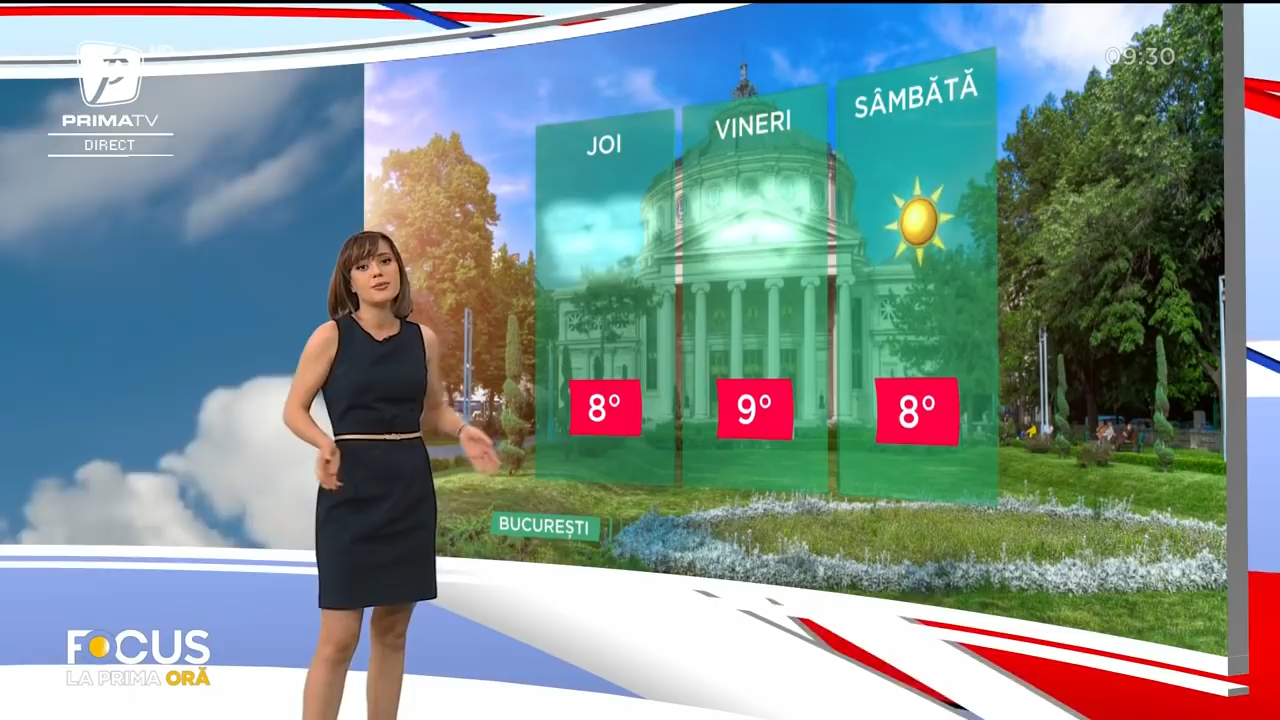 09:30
PRIMATV
DIRECT
JOI
VINERI
SÂMBĂTĂ
8°
9°
8°
BUCUREȘTI
FOCUS
LA PRIMA ORĂ